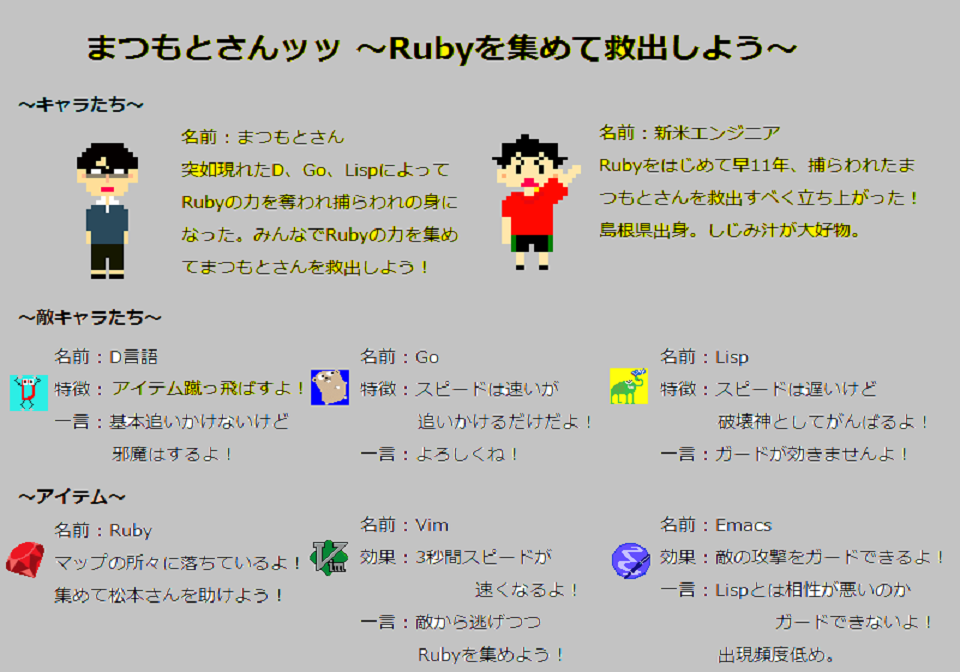 まつもとさんッッ ～Rubyを集めて救出しよう～
～キャラたち～
名前：まつもとさん
突如現れたD、Go、Lispによって
Rubyの力を奪われ捕らわれの身に
なった。みんなでRubyの力を集め
てまつもとさんを救出しよう！
名前：新米エンジニア
Rubyをはじめて早11年、捕らわれたま
つもとさんを救出すべく立ち上がった！
島根県出身。しじみ汁が大好物。
～敵キャラたち～
名前：D言語
特徴：アイテム蹴っ飛ばすよ！
一言：基本追いかけないけど
邪魔はするよ！
名前：Go
特徴：スピードは速いが
追いかけるだけだよ！
一言：よろしくね！
名前：Lisp
特徴：スピードは遅いけど
破壊神としてがんばるよ！
一言：ガードが効きませんよ！
～アイテム～
名前：Ruby
マップの所々に落ちているよ！
集めて松本さんを助けよう！
Vim
名前：Vim
効果：3秒間スピードが
速くなるよ！
一言：敵から逃げつつ
Rubyを集めよう！
名前：Emacs
効果：敵の攻撃をガードできるよ！
一言：Lispとは相性が悪いのか
ガードできないよ！
出現頻度低め。